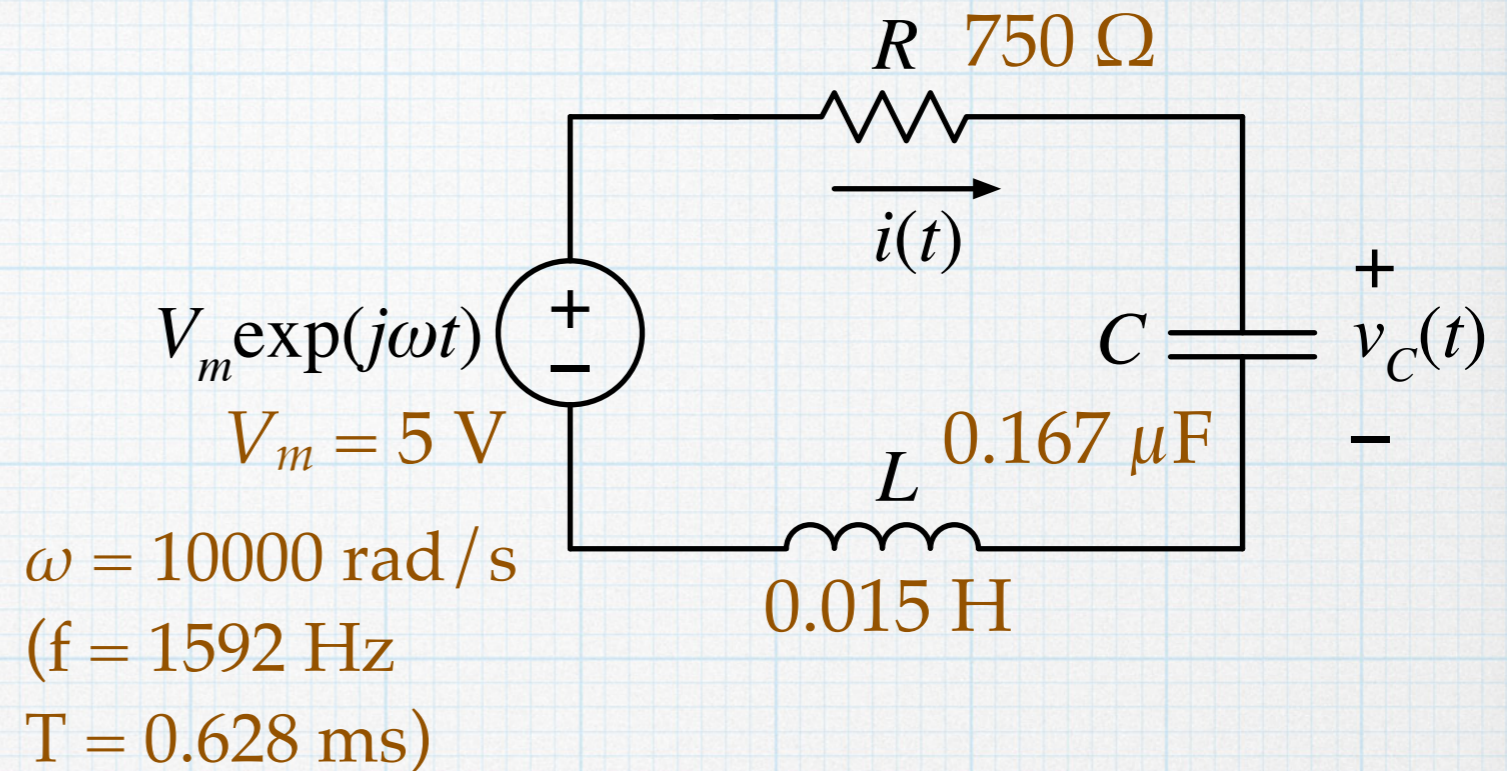 R 750 Ω
i(t)
+
−
V_m exp(jωt)
V_m = 5 V
C
0.167 μF
+
v_C(t)
−
L
0.015 H
ω = 10000 rad/s
(f = 1592 Hz
T = 0.628 ms)